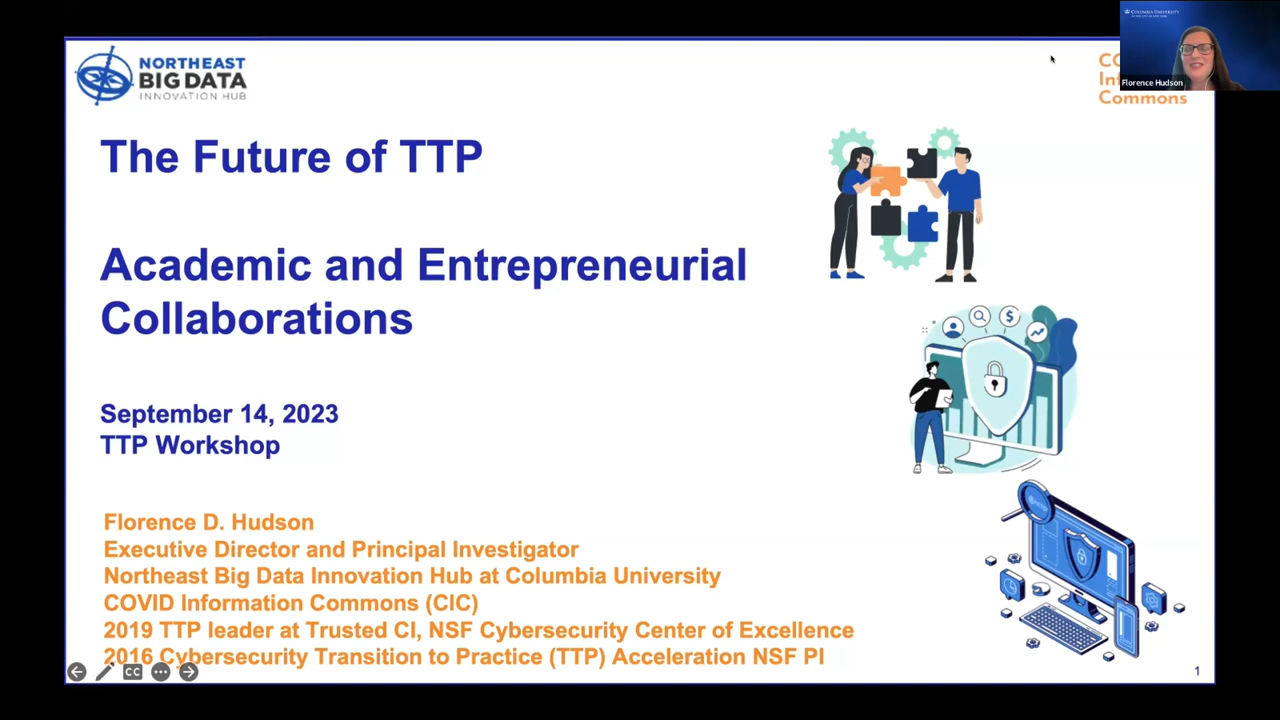 COLUMBIA UNIVERSITY
Florence Hudson
NORTHEAST
BIG DATA
INNOVATION HUB
Commons
The Future of TTP
Academic and Entrepreneurial
Collaborations
September 14, 2023
TTP Workshop
Florence D. Hudson
Executive Director and Principal Investigator
Northeast Big Data Innovation Hub at Columbia University
COVID Information Commons (CIC)
2019 TTP leader at Trusted CI, NSF Cybersecurity Center of Excellence
2016 Cybersecurity Transition to Practice (TTP) Acceleration NSF PI
CC
1